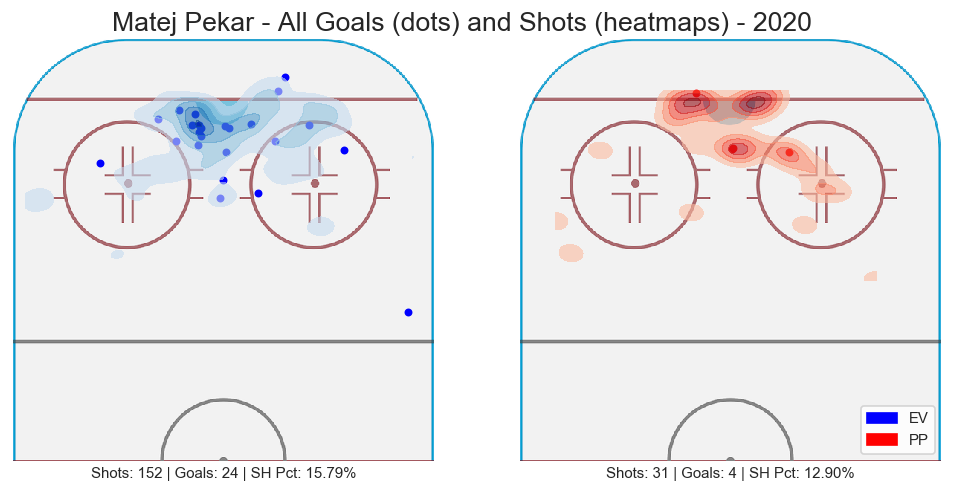 Matej Pekar - All Goals (dots) and Shots (heatmaps) - 2020
EV
PP
Shots: 152 | Goals: 24 | SH Pct: 15.79%
Shots: 31 | Goals: 4 | SH Pct: 12.90%